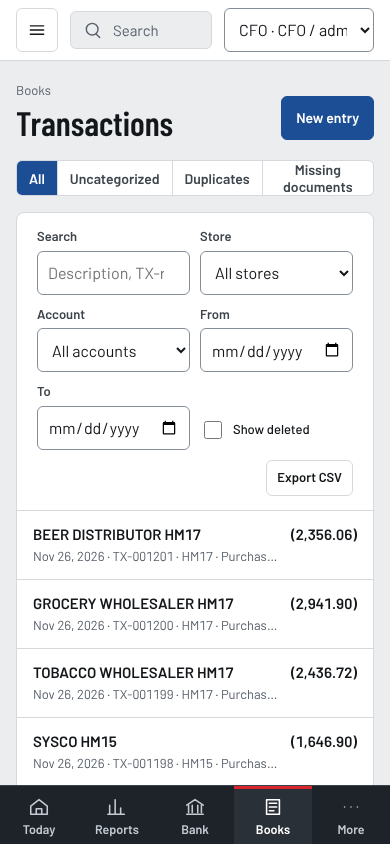 Search
CFO · CFO / adm
Books
Transactions
New entry
All
Uncategorized
Duplicates
Missing
documents
Search
Store
Description, TX-r
All stores
Account
From
All accounts
mm/dd/yyyy
To
mm/dd/yyyy
Show deleted
Export CSV
BEER DISTRIBUTOR HM17 (2,356.06)
Nov 26, 2026 · TX-001201 · HM17 · Purchas...
GROCERY WHOLESALER HM17 (2,941.90)
Nov 26, 2026 · TX-001200 · HM17 · Purchas...
TOBACCO WHOLESALER HM17 (2,436.72)
Nov 26, 2026 · TX-001199 · HM17 · Purchas...
SYSCO HM15 (1,646.90)
Nov 26, 2026 · TX-001198 · HM15 · Purchas...
Today
Reports
Bank
Books
More